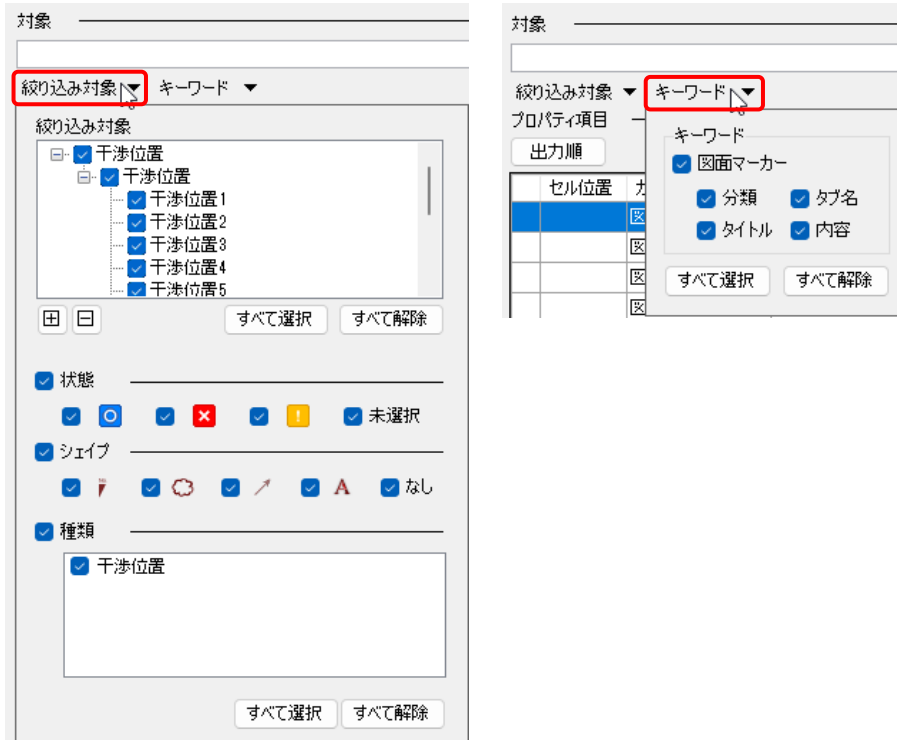 対象
絞り込み対象 ▼ キーワード ▼
絞り込み対象
干渉位置
干渉位置
干渉位置1
干渉位置2
干渉位置3
干渉位置4
干渉位置5
すべて選択 すべて解除
状態
未選択
シェイプ
A なし
種類
干渉位置
すべて選択 すべて解除
対象
絞り込み対象 ▼ キーワード ▼
プロパティ項目
出力順
セル位置
キーワード
図面マーカー
分類 タブ名
タイトル 内容
すべて選択 すべて解除